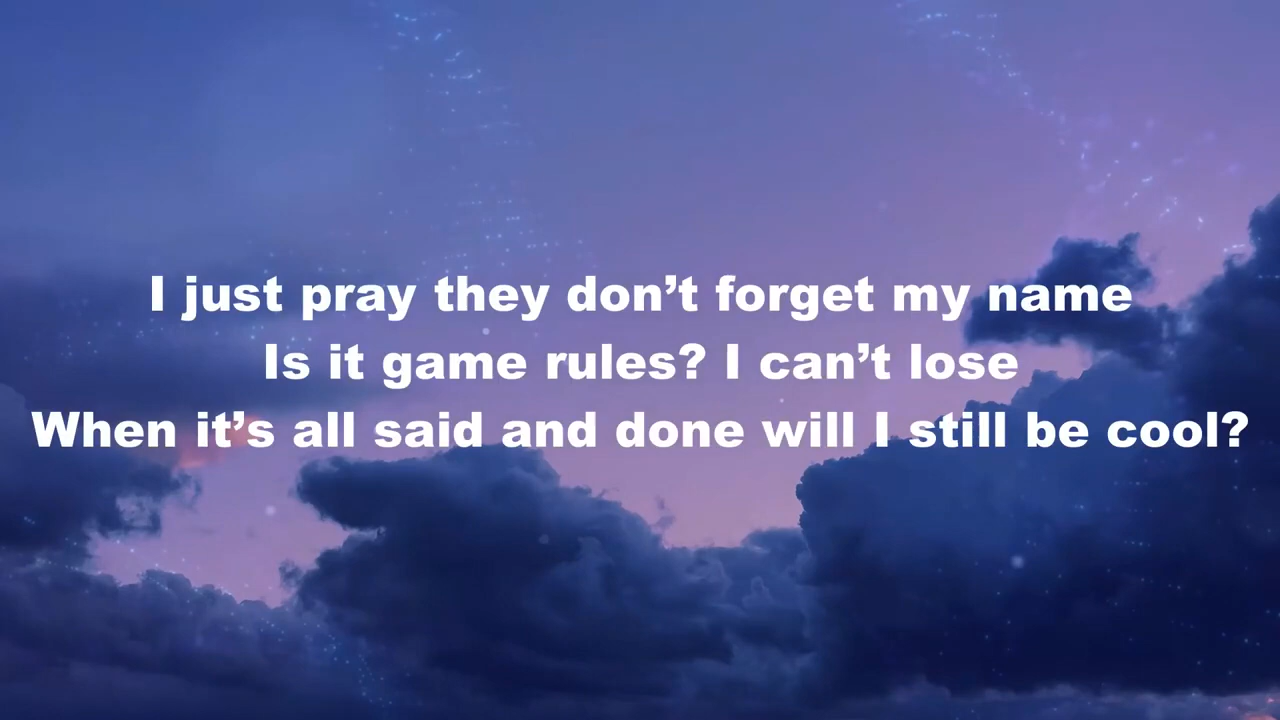 I just pray they don’t forget my name
Is it game rules? I can’t lose
When it’s all said and done will I still be cool?